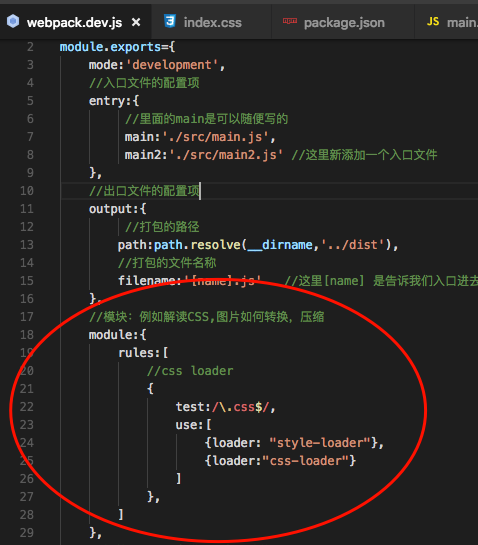 webpack.dev.js index.css package.json JS main.
2 module.exports={
3 mode:'development',
4 //入口文件的配置项
5 entry:{
6 //里面的main是可以随便写的
7 main:'./src/main.js',
8 main2:'./src/main2.js' //这里新添加一个入口文件
9 },
10 //出口文件的配置项
11 output:{
12 //打包的路径
13 path:path.resolve(__dirname,'../dist'),
14 //打包的文件名称
15 filename:'[name].js' //这里[name] 是告诉我们入口进去
16 },
17 //模块：例如解读CSS,图片如何转换，压缩
18 module:{
19 rules:[
20 //css loader
21 {
22 test:/\.css$/,
23 use:[
24 {loader: "style-loader"},
25 {loader:"css-loader"}
26 ]
27 },
28 ]
29 },